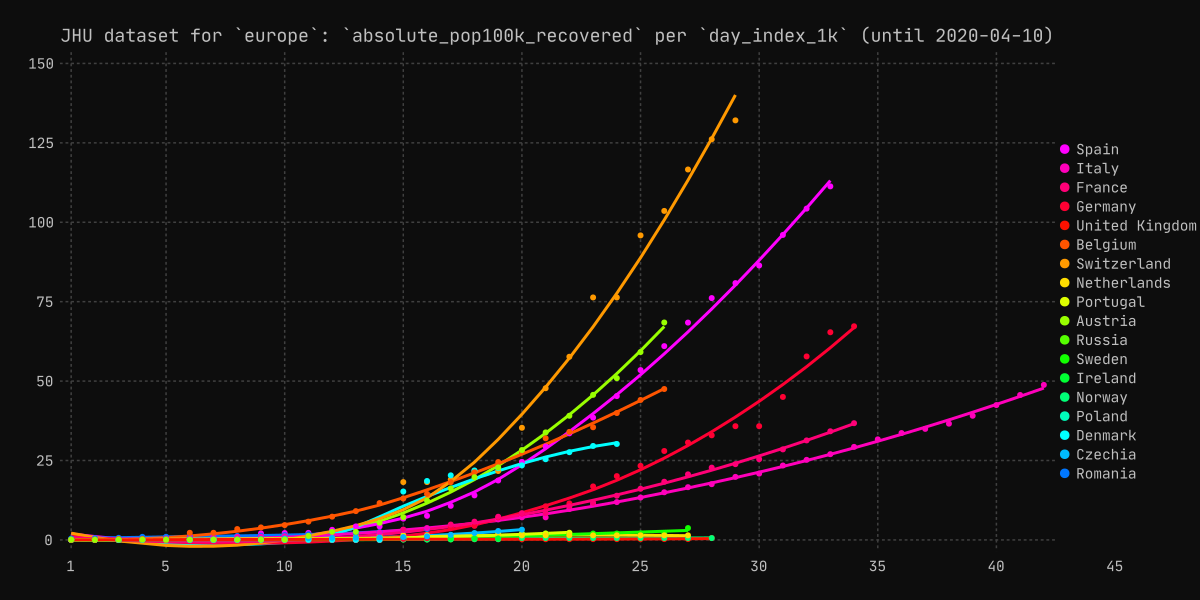 JHU dataset for `europe`: `absolute_pop100k_recovered` per `day_index_1k` (until 2020-04-10)
150
125
100
75
50
25
0
1 5 10 15 20 25 30 35 40 45
Spain
Italy
France
Germany
United Kingdom
Belgium
Switzerland
Netherlands
Portugal
Austria
Russia
Sweden
Ireland
Norway
Poland
Denmark
Czechia
Romania